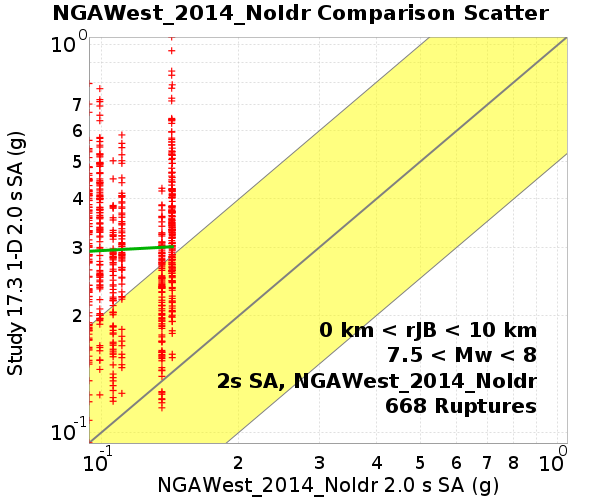 NGAWest_2014_NoIdr Comparison Scatter
10^0
7
6
5
4
3
2
10^-1
Study 17.3 1-D 2.0 s SA (g)
0 km < rJB < 10 km
7.5 < Mw < 8
2s SA, NGAWest_2014_NoIdr
668 Ruptures
10^-1 2 3 4 5 6 7 8 10^0
NGAWest_2014_NoIdr 2.0 s SA (g)